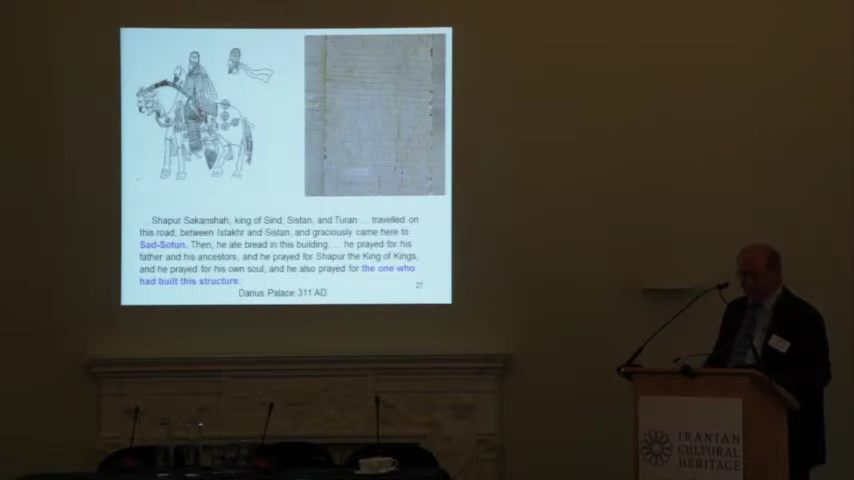 . Shapur Sakanshah, king of Sind, Sistan, and Turan .. travelled on
this road, between Istakhr and Sistan, and graciously came here to
Sad-Sotun. Then, he ate bread in this building, ... he prayed for his
father and his ancestors, and he prayed for Shapur the King of Kings,
and he prayed for his own soul, and he also prayed for the one who
had built this structure.
27
Darius Palace 311 AD
IRANIAN
CULTURAL
HERITAGE